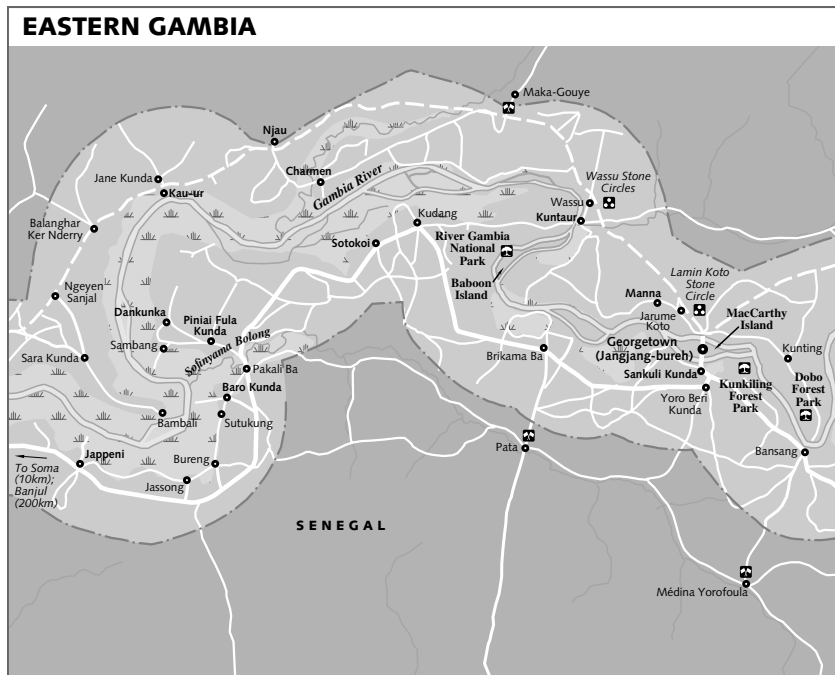 EASTERN GAMBIA
Maka-Gouye
Njau
Charmen
Jane Kunda
Kau-ur
Gambia River
Wassu Stone
Circles
Wassu
Kuntaur
Kudang
Balanghar
Ker Nderry
Sotokoi
River Gambia
National
Park
Baboon
Island
Lamin Koto
Stone
Circle
Ngeyen
Sanjal
Manna
Jarume
Koto
MacCarthy
Island
Dankunka
Piniai Fula
Kunda
Sofinyama Bolong
Sambang
Sara Kunda
Pakali Ba
Brikama Ba
Georgetown
(Jangjang-bureh)
Kunting
Sankuli Kunda
Dobo
Forest
Park
Kunkiling
Forest
Park
Yoro Beri
Kunda
Baro Kunda
Bambali
Sutukung
Pata
Bansang
Jappeni
Bureng
To Soma
(10km);
Banjul
(200km)
Jassong
SENEGAL
Médina Yorofoula